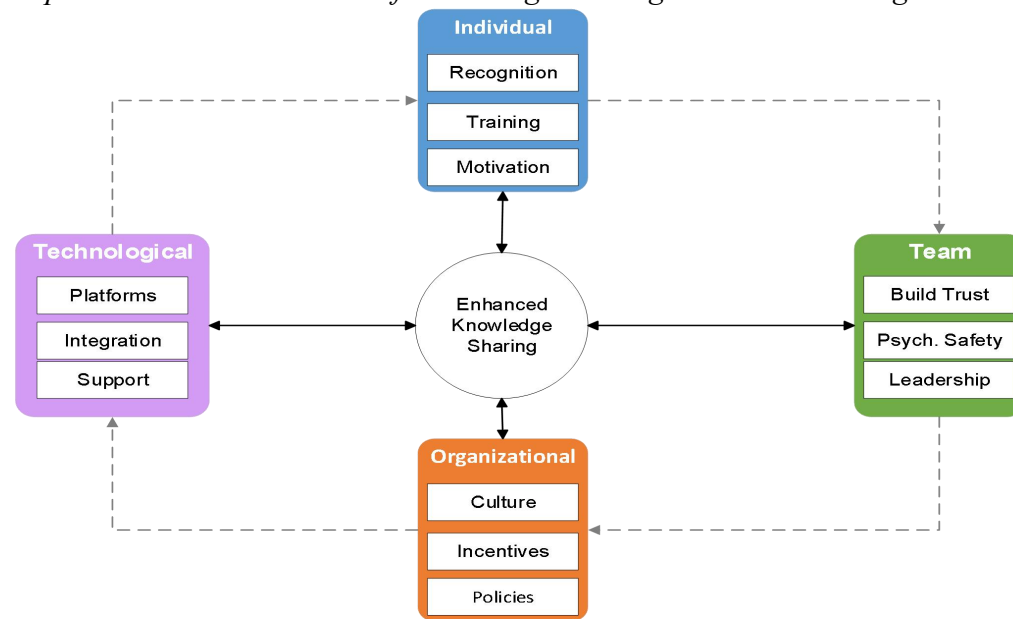 Individual
Recognition
Training
Motivation
Technological
Platforms
Integration
Support
Enhanced
Knowledge
Sharing
Team
Build Trust
Psych. Safety
Leadership
Organizational
Culture
Incentives
Policies